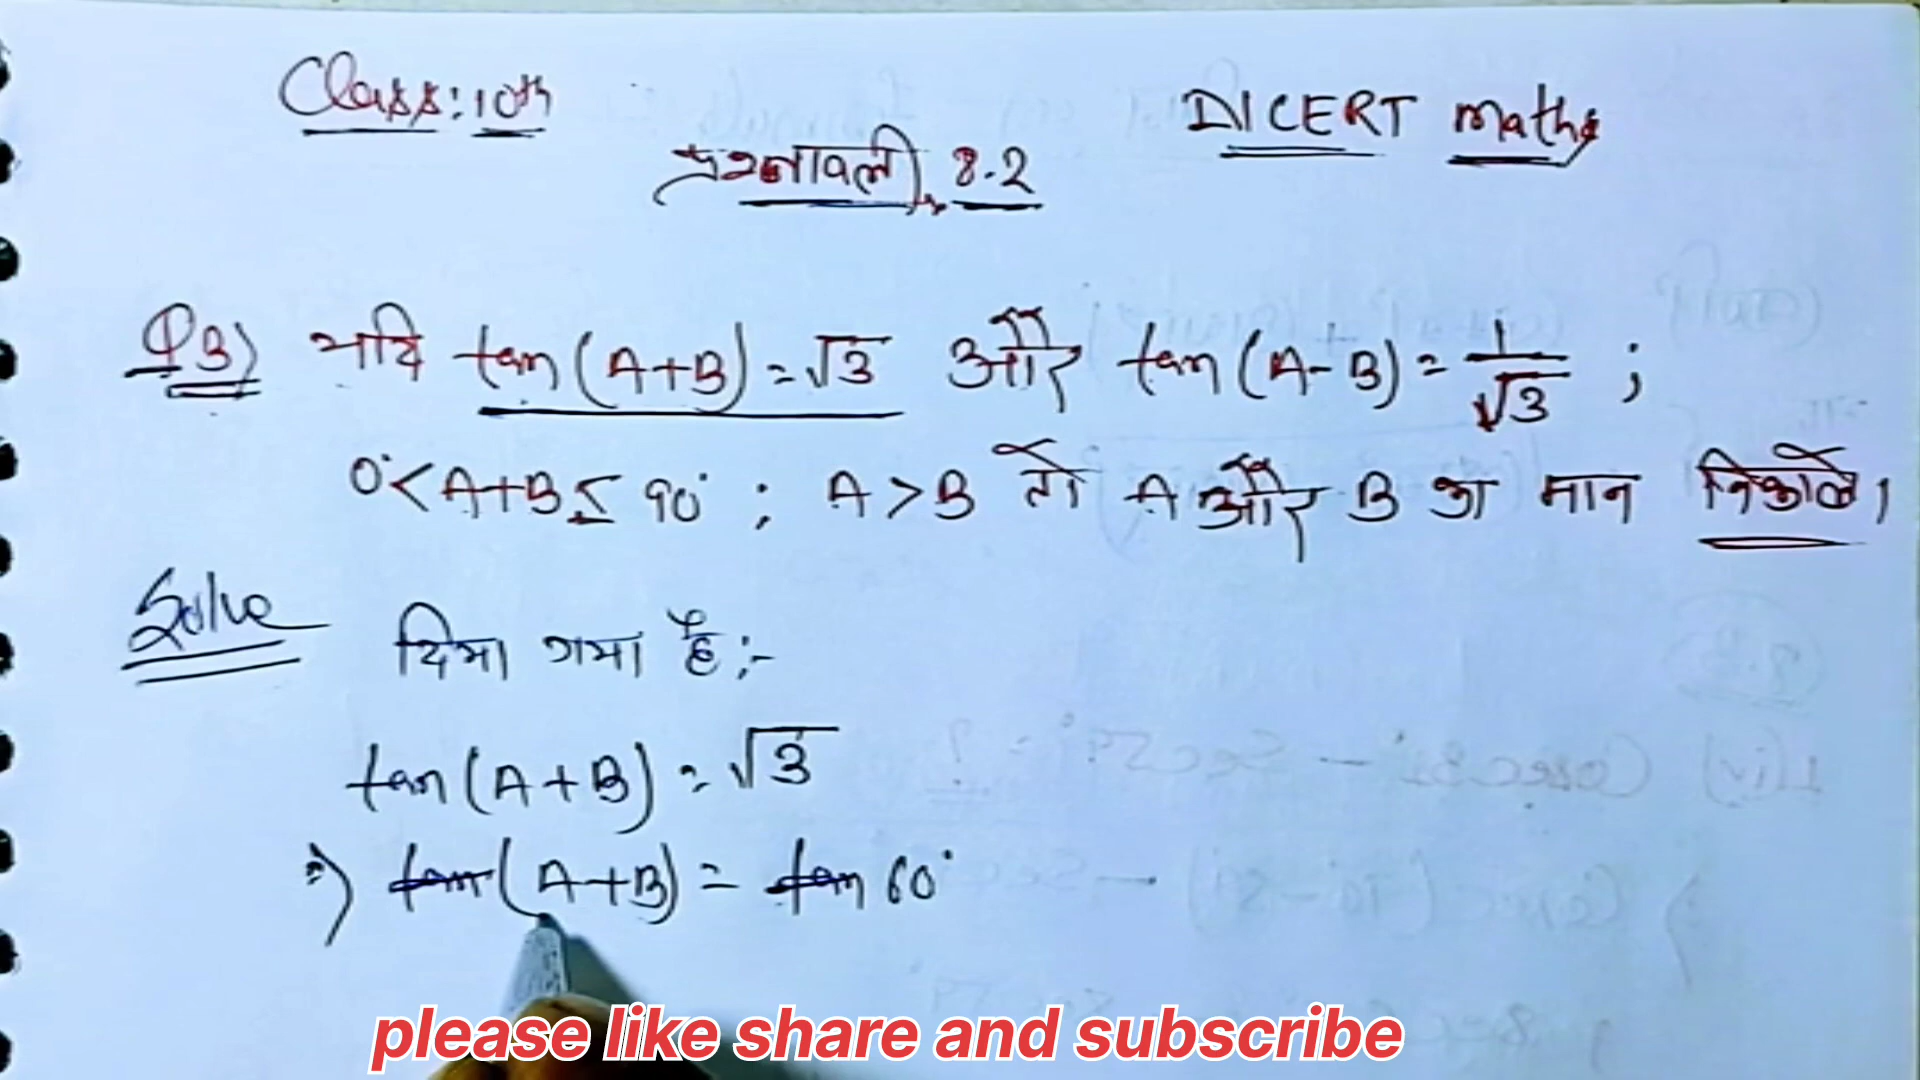 Class: 10th
DICERT maths
प्रश्नावली, 8.2
Q3) यदि tan(A+B)=√3 और tan(A-B)= 1/√3 ;
0°<A+B≤ 90° ; A>B तो A और B का मान निकालें।
Solve
दिया गया है:-
tan(A+B)=√3
⇒) tan(A+B)= tan 60°
please like share and subscribe